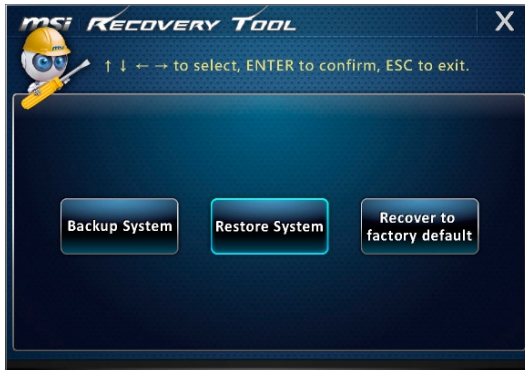 msi RECOVERY TOOL X
↑ ↓ ← → to select, ENTER to confirm, ESC to exit.
Backup System
Restore System
Recover to
factory default